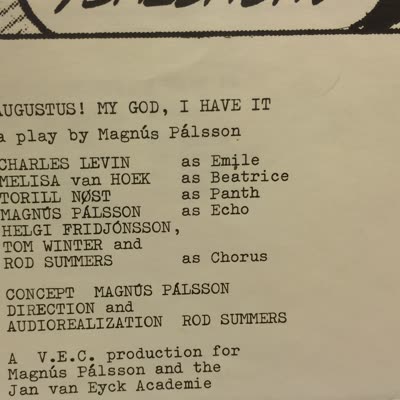 AUGUSTUS! MY GOD, I HAVE IT
a play by Magnús Pálsson
CHARLES LEVIN as Emile
MELISA van HOEK as Beatrice
TORILL NØST as Panth
MAGNÚS PÁLSSON as Echo
HELGI FRIDJÓNSSON,
TOM WINTER and
ROD SUMMERS as Chorus
CONCEPT MAGNÚS PÁLSSON
DIRECTION and
AUDIOREALIZATION ROD SUMMERS
A V.E.C. production for
Magnús Pálsson and the
Jan van Eyck Academie